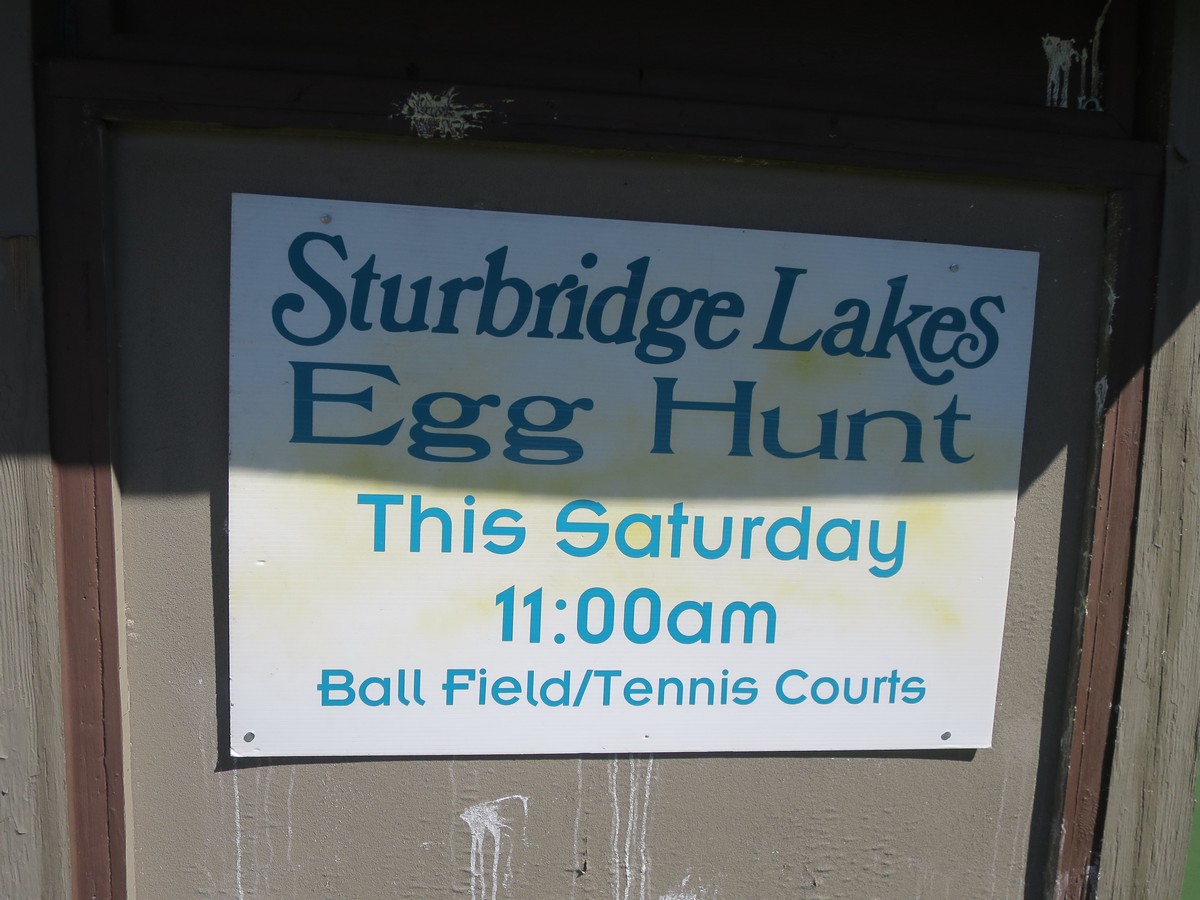 Sturbridge Lakes
Egg Hunt
This Saturday
11:00am
Ball Field/Tennis Courts